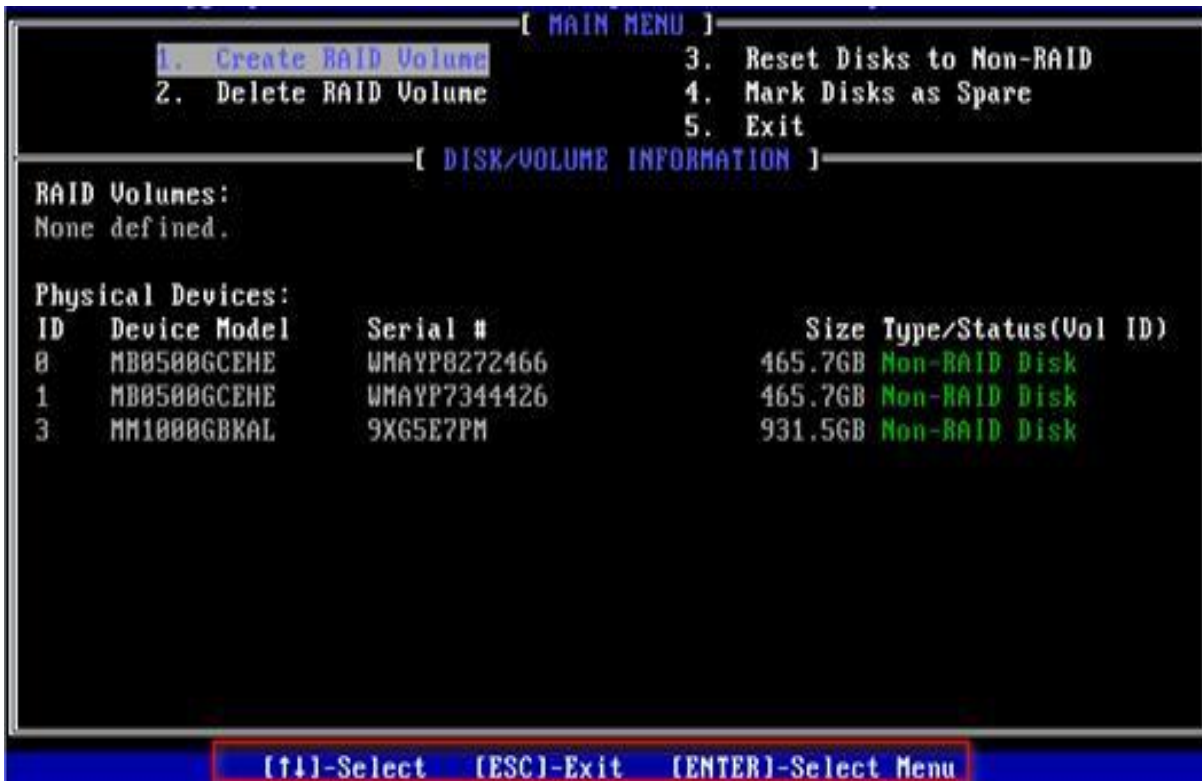 [ MAIN MENU ]
1. Create RAID Volume
2. Delete RAID Volume
3. Reset Disks to Non-RAID
4. Mark Disks as Spare
5. Exit
[ DISK/VOLUME INFORMATION ]
RAID Volumes:
None defined.
Physical Devices:
ID Device Model Serial # Size Type/Status(Vol ID)
0 MB0500GCEHE WMAYP8272466 465.7GB Non-RAID Disk
1 MB0500GCEHE WMAYP7344426 465.7GB Non-RAID Disk
3 MM1000GBKAL 9XG5E7PM 931.5GB Non-RAID Disk
[↑↓]-Select [ESC]-Exit [ENTER]-Select Menu